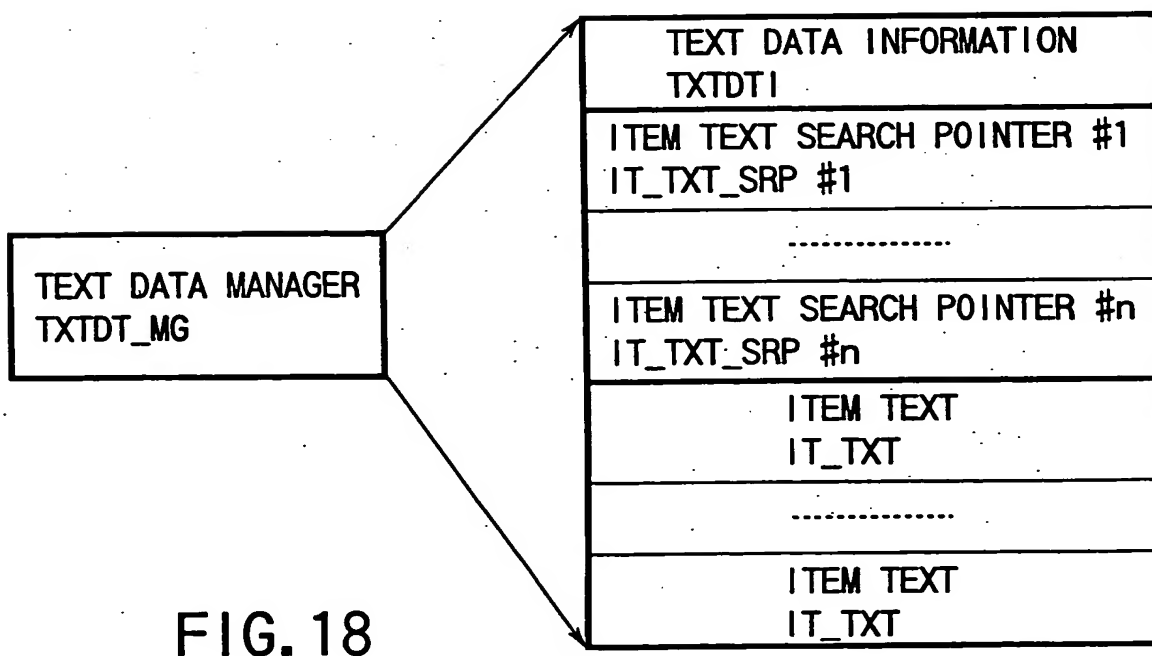 TEXT DATA MANAGER
TXTDT_MG
TEXT DATA INFORMATION
TXTDTI
ITEM TEXT SEARCH POINTER #1
IT_TXT_SRP #1
ITEM TEXT SEARCH POINTER #n
IT_TXT_SRP #n
ITEM TEXT
IT_TXT
ITEM TEXT
IT_TXT
FIG.18